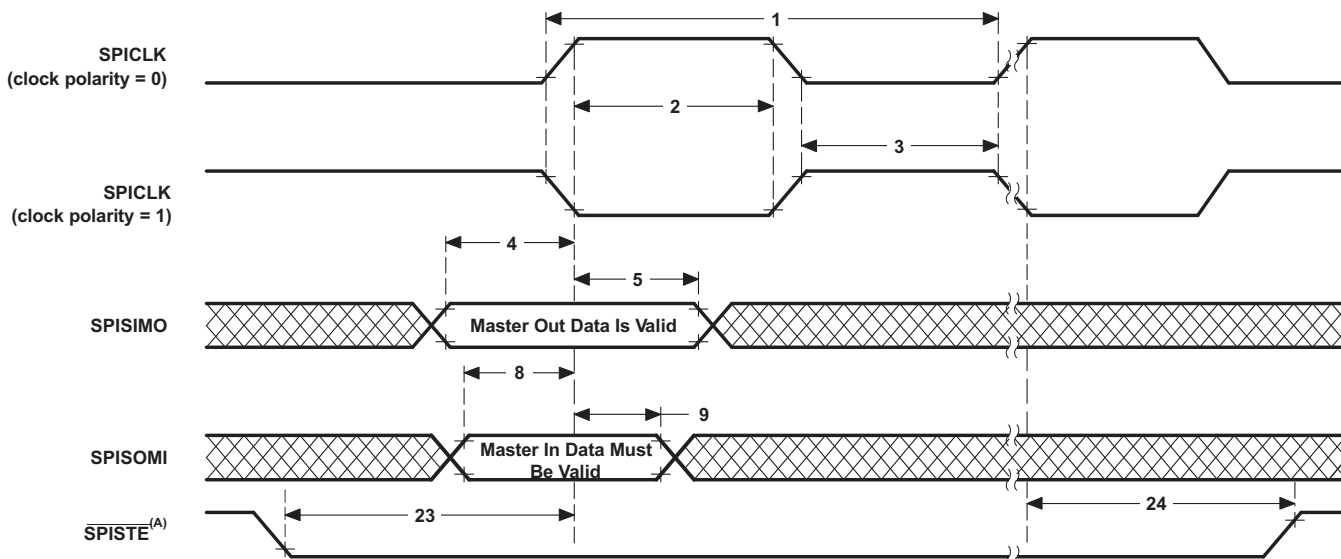 1
SPICLK
(clock polarity = 0)
2
3
SPICLK
(clock polarity = 1)
4
5
SPISIMO
Master Out Data Is Valid
8
9
SPISOMI
Master In Data Must
Be Valid
23
24
SPISTE(A)